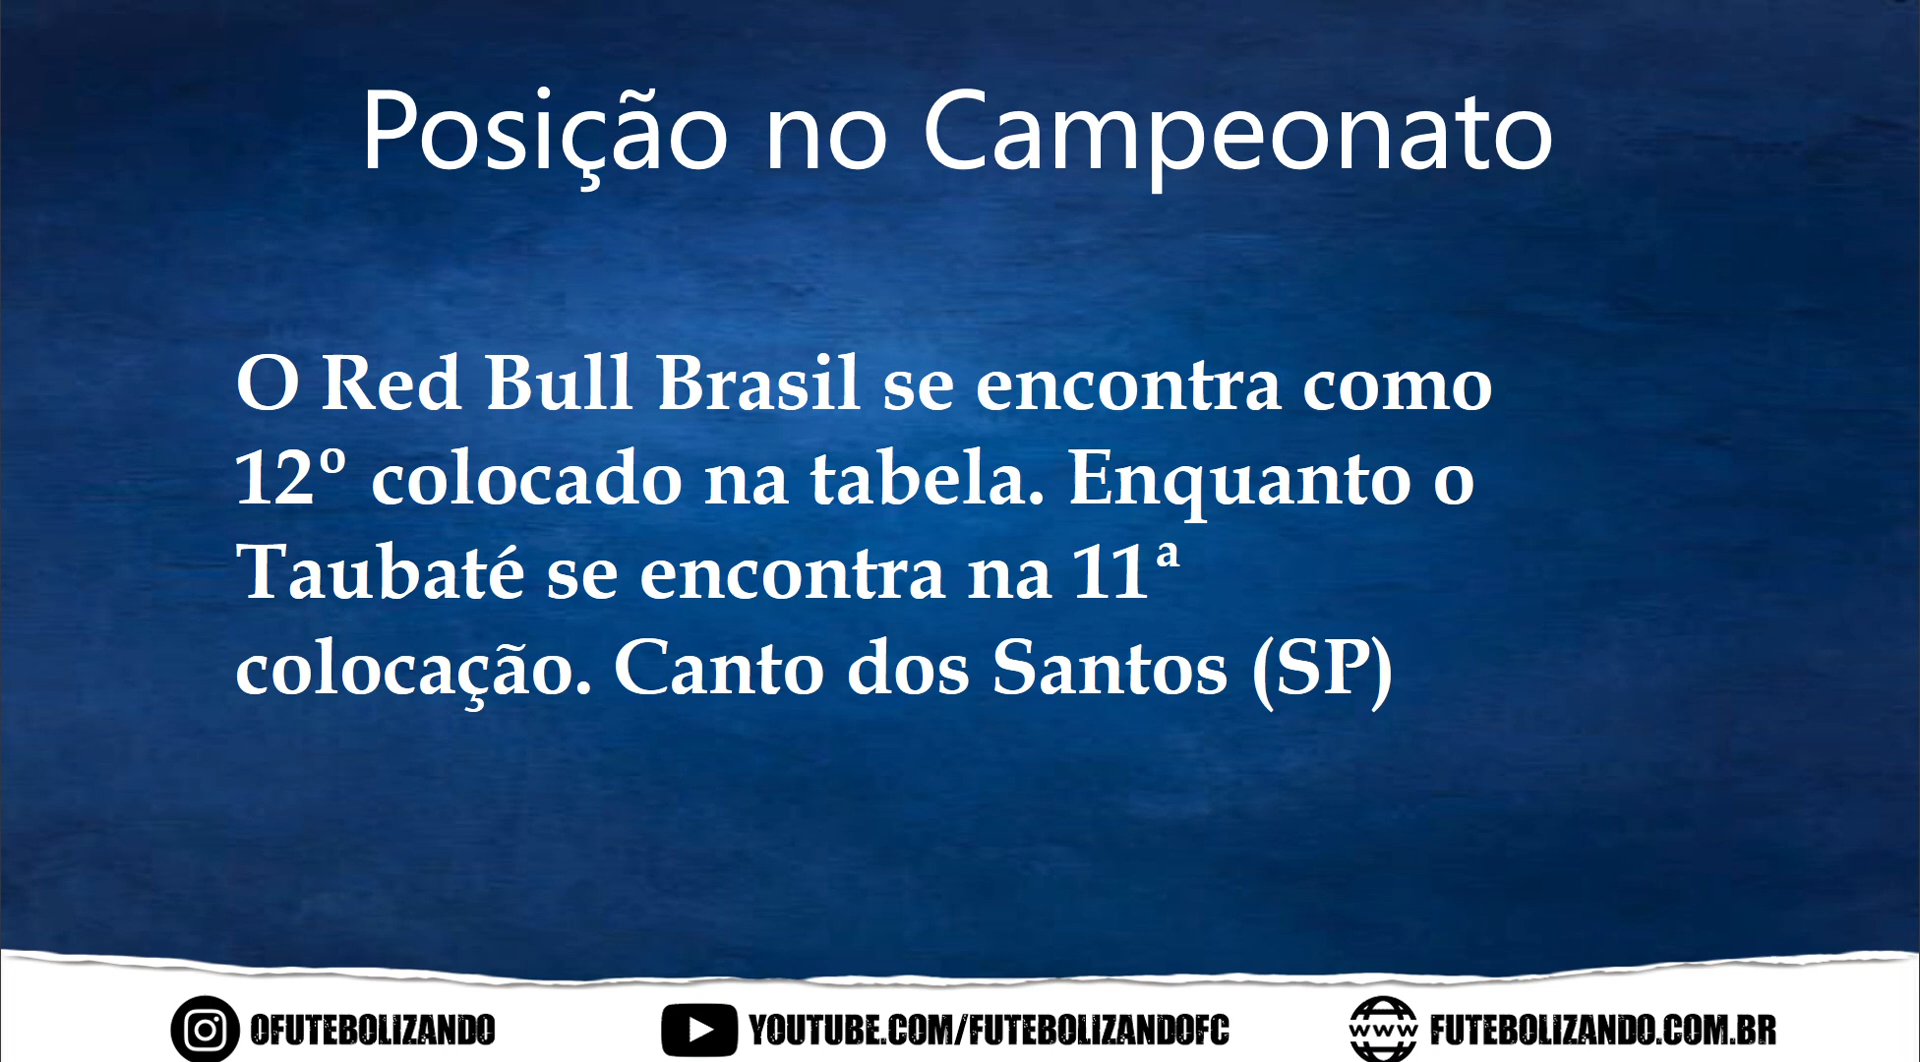 Posição no Campeonato
O Red Bull Brasil se encontra como
12º colocado na tabela. Enquanto o
Taubaté se encontra na 11ª
colocação. Canto dos Santos (SP)
OFUTEBOLIZANDO
YOUTUBE.COM/FUTEBOLIZANDOFC
www FUTEBOLIZANDO.COM.BR